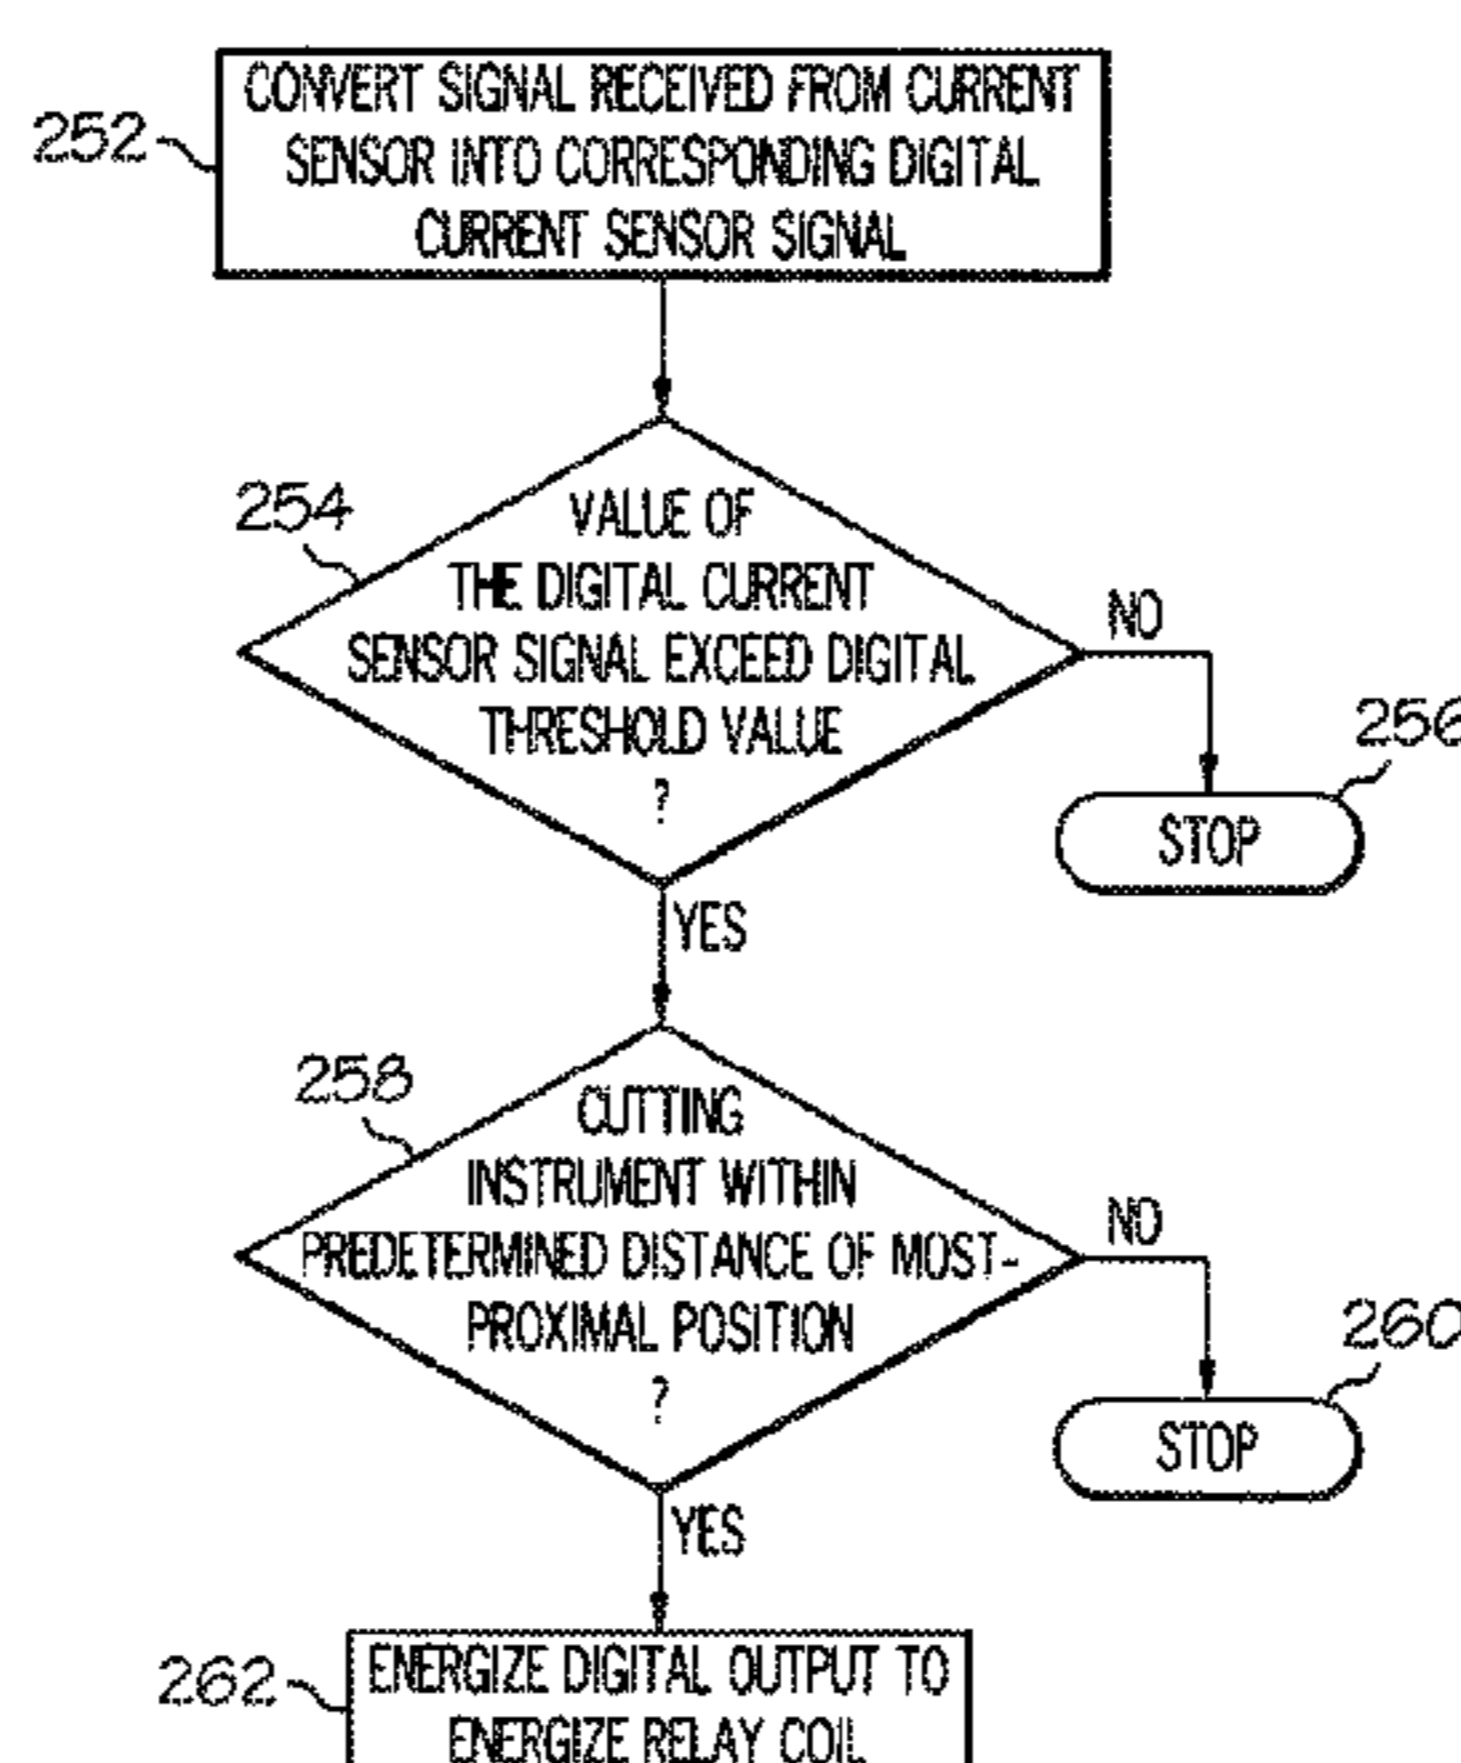 252
CONVERT SIGNAL RECEIVED FROM CURRENT
SENSOR INTO CORRESPONDING DIGITAL
CURRENT SENSOR SIGNAL
254
VALUE OF
THE DIGITAL CURRENT
SENSOR SIGNAL EXCEED DIGITAL
THRESHOLD VALUE
?
NO
256
STOP
YES
258
CUTTING
INSTRUMENT WITHIN
PREDETERMINED DISTANCE OF MOST-
PROXIMAL POSITION
?
NO
260
STOP
YES
262
ENERGIZE DIGITAL OUTPUT TO
ENERGIZE RELAY COIL